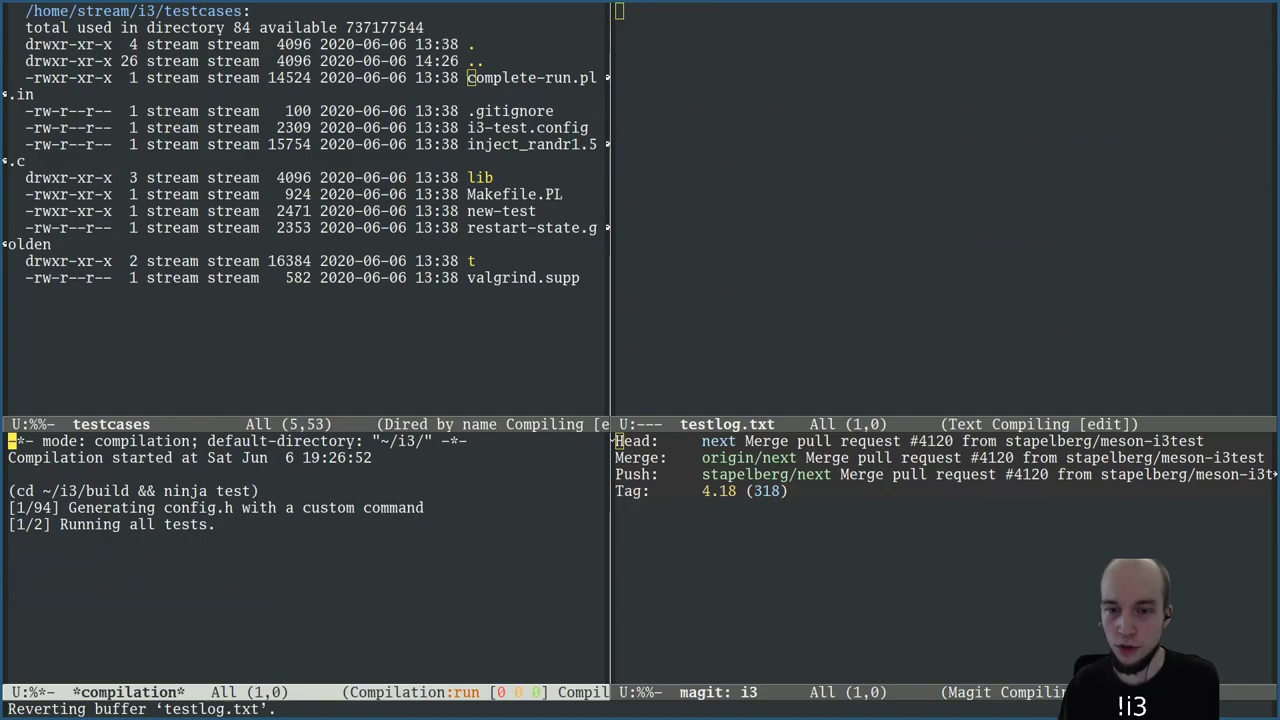 /home/stream/i3/testcases:
total used in directory 84 available 737177544
drwxr-xr-x 4 stream stream 4096 2020-06-06 13:38 .
drwxr-xr-x 26 stream stream 4096 2020-06-06 14:26 ..
-rwxr-xr-x 1 stream stream 14524 2020-06-06 13:38 complete-run.pl
.in
-rw-r--r-- 1 stream stream 100 2020-06-06 13:38 .gitignore
-rw-r--r-- 1 stream stream 2309 2020-06-06 13:38 i3-test.config
-rw-r--r-- 1 stream stream 15754 2020-06-06 13:38 inject_randr1.5
.c
drwxr-xr-x 3 stream stream 4096 2020-06-06 13:38 lib
-rwxr-xr-x 1 stream stream 924 2020-06-06 13:38 Makefile.PL
-rwxr-xr-x 1 stream stream 2471 2020-06-06 13:38 new-test
-rw-r--r-- 1 stream stream 2353 2020-06-06 13:38 restart-state.g
olden
drwxr-xr-x 2 stream stream 16384 2020-06-06 13:38 t
-rw-r--r-- 1 stream stream 582 2020-06-06 13:38 valgrind.supp
U:%%- testcases All (5,53) (Dired by name Compiling [e
U:--- testlog.txt All (1,0) (Text Compiling [edit])
-*- mode: compilation; default-directory: "~/i3/" -*-
Compilation started at Sat Jun 6 19:26:52
(cd ~/i3/build && ninja test)
[1/94] Generating config.h with a custom command
[1/2] Running all tests.
Head: next Merge pull request #4120 from stapelberg/meson-i3test
Merge: origin/next Merge pull request #4120 from stapelberg/meson-i3test
Push: stapelberg/next Merge pull request #4120 from stapelberg/meson-i3t
Tag: 4.18 (318)
U:%*- *compilation* All (1,0) (Compilation:run [0 0 0] Compil
U:%%- magit: i3 All (1,0) (Magit Compilin
Reverting buffer ‘testlog.txt’.
!i3